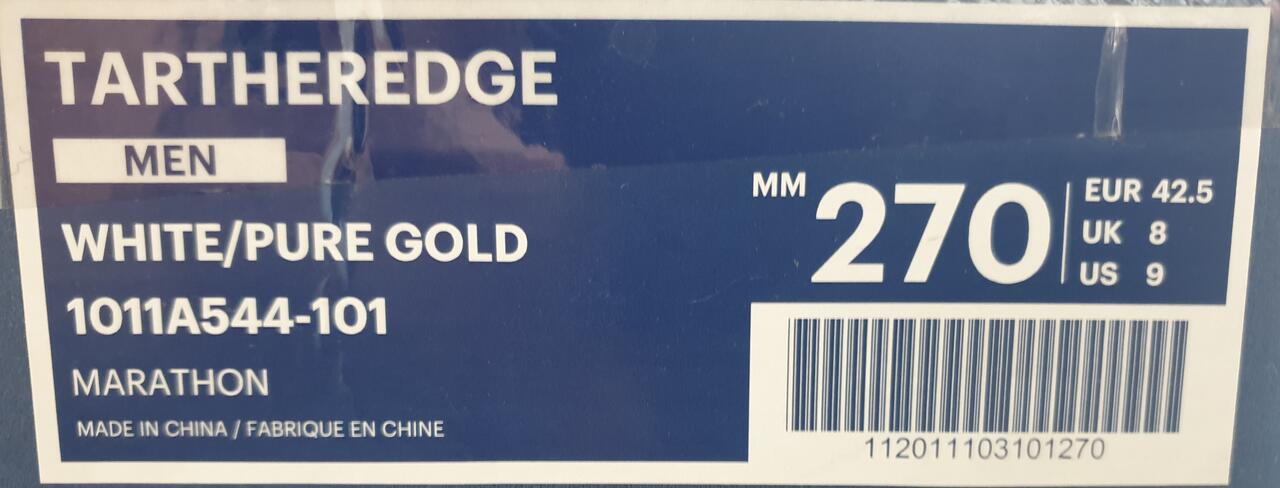 TARTHEREDGE
MEN
WHITE/PURE GOLD
1011A544-101
MARATHON
MADE IN CHINA / FABRIQUE EN CHINE
MM 270
EUR 42.5
UK 8
US 9
112011103101270